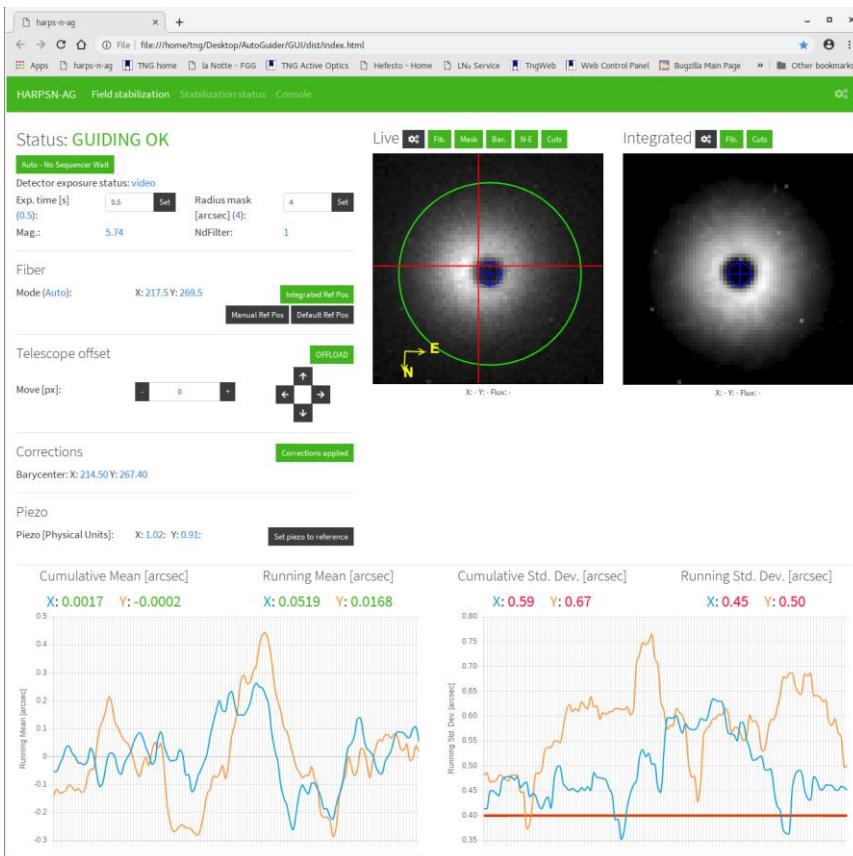 harps-n-ag
File | file:///home/tng/Desktop/AutoGuider/GUI/dist/index.html
Apps harps-n-ag TNG home la Notte - FGG TNG Active Optics Hefesto - Home LN₂ Service TngWeb Web Control Panel Bugzilla Main Page » Other bookmarks
HARPSN-AG Field stabilization Stabilization status Console
Status: GUIDING OK
Auto - No Sequencer Wait
Detector exposure status: video
Exp. time [s] (0.5): 0.5 Set Radius mask [arcsec] (4): 4 Set
Mag.: 5.74 NdFilter: 1
Fiber
Mode (Auto): X: 217.5 Y: 269.5 Integrated Ref Pos
Manual Ref Pos Default Ref Pos
Telescope offset OFFLOAD
Move [px]: - 0 +
Corrections Corrections applied
Barycenter: X: 214.50 Y: 267.40
Piezo
Piezo [Physical Units]: X: 1.02: Y: 0.91: Set piezo to reference
Live Fib. Mask Bar. N-E Cuts
E
N
X: - Y: - Flux: -
Integrated Fib. Cuts
X: - Y: - Flux: -
Cumulative Mean [arcsec] Running Mean [arcsec]
X: 0.0017 Y: -0.0002 X: 0.0519 Y: 0.0168
Running Mean [arcsec]
0.5
0.4
0.3
0.2
0.1
0
-0.1
-0.2
-0.3
Cumulative Std. Dev. [arcsec] Running Std. Dev. [arcsec]
X: 0.59 Y: 0.67 X: 0.45 Y: 0.50
Running Std. Dev. [arcsec]
0.80
0.75
0.70
0.65
0.60
0.55
0.50
0.45
0.40
0.35